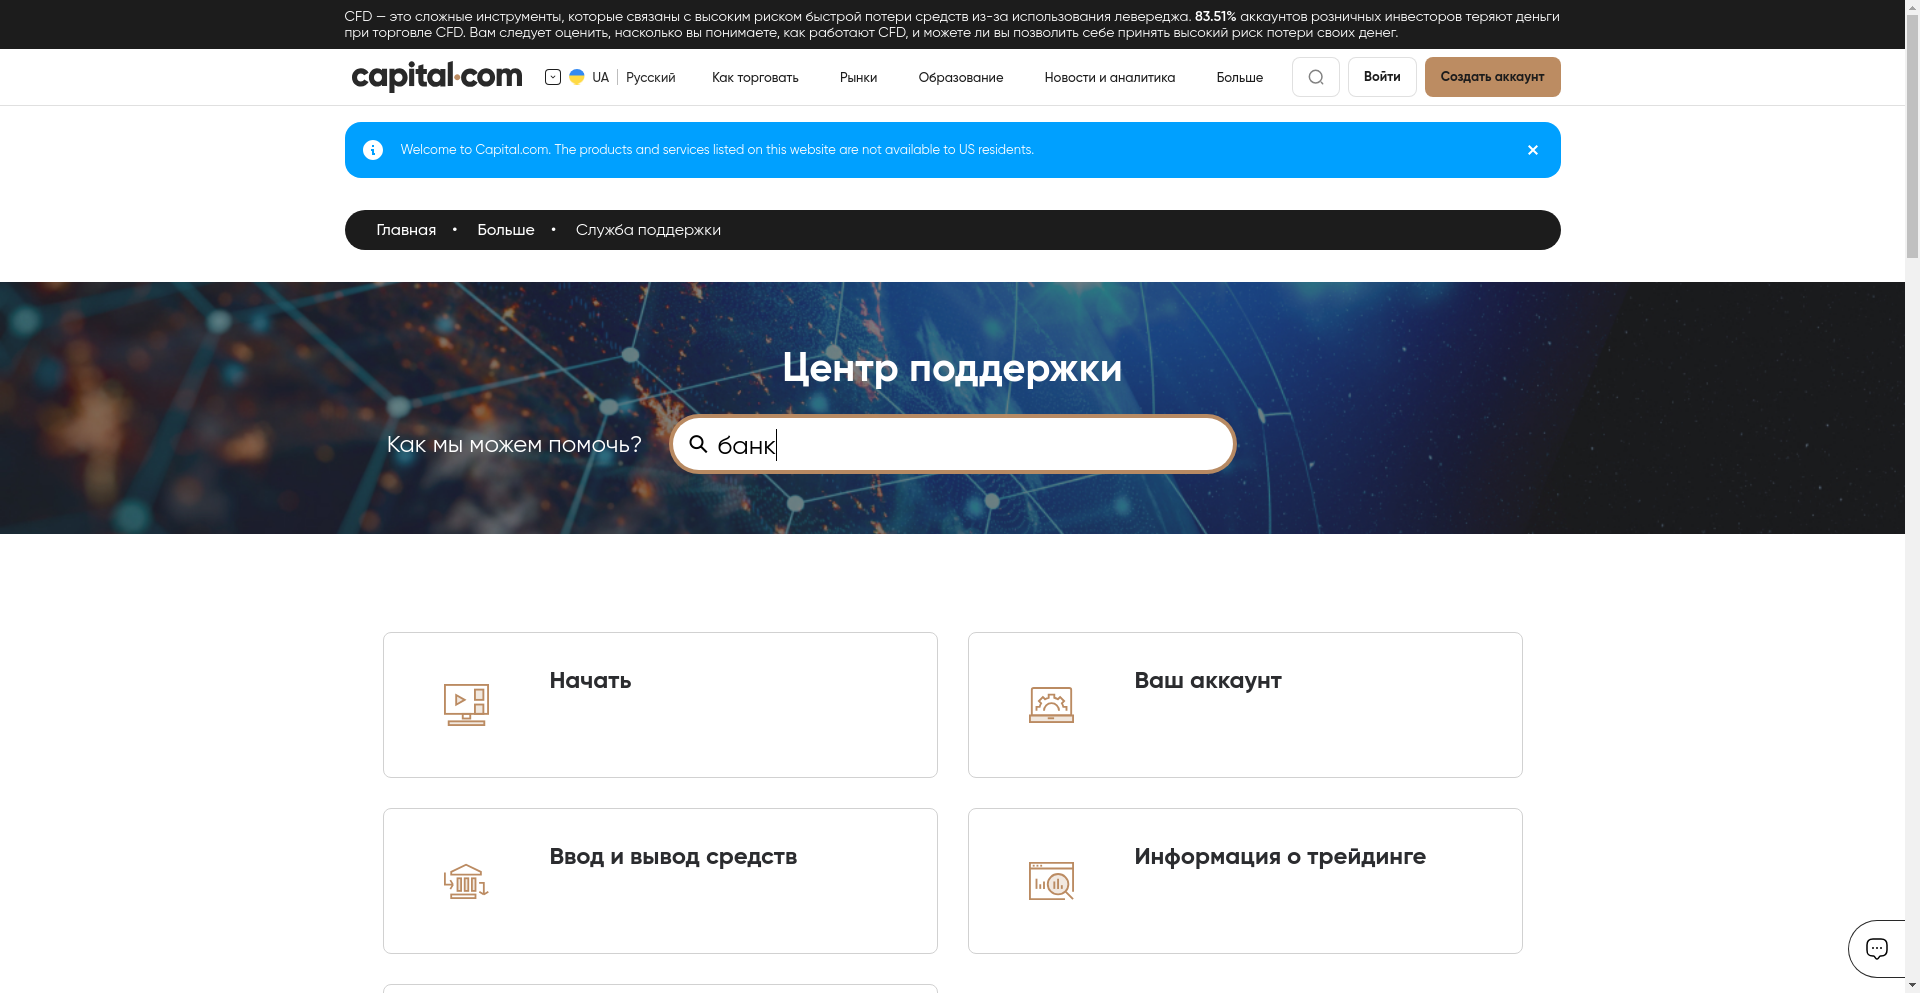 CFD — это сложные инструменты, которые связаны с высоким риском быстрой потери средств из-за использования левереджа. 83.51% аккаунтов розничных инвесторов теряют деньги
при торговле CFD. Вам следует оценить, насколько вы понимаете, как работают CFD, и можете ли вы позволить себе принять высокий риск потери своих денег.
capital.com UA Русский Как торговать Рынки Образование Новости и аналитика Больше Войти Создать аккаунт
Welcome to Capital.com. The products and services listed on this website are not available to US residents.
Главная • Больше • Служба поддержки
Центр поддержки
Как мы можем помочь? банк
Начать Ваш аккаунт
Ввод и вывод средств Информация о трейдинге